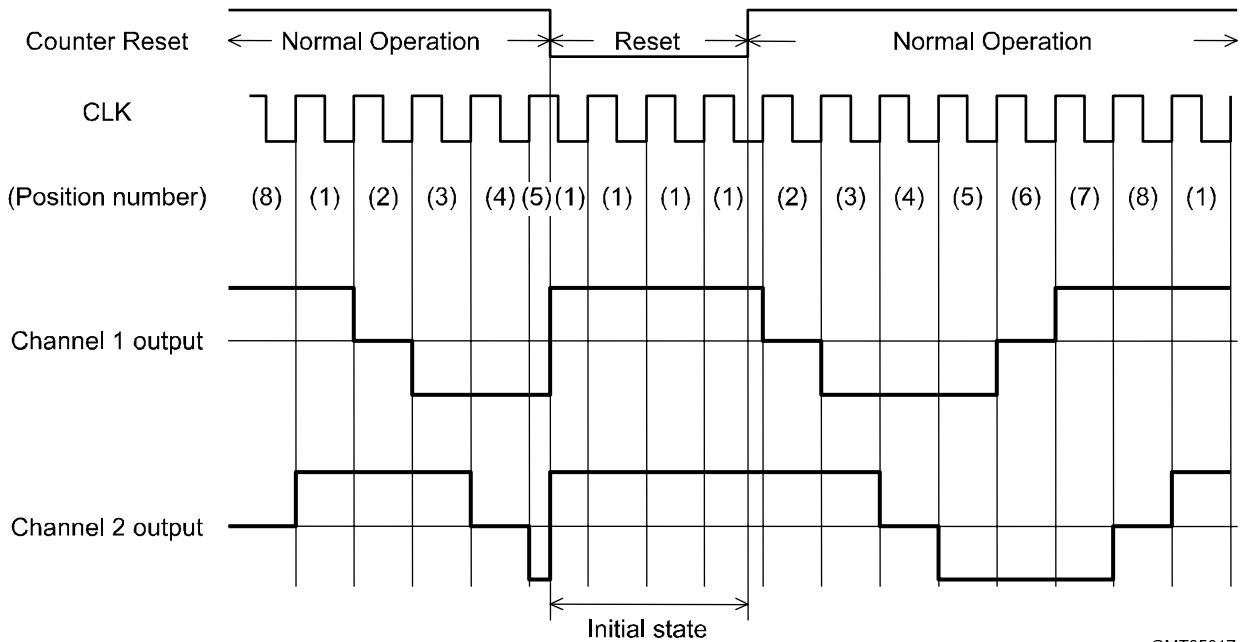 Counter Reset
Normal Operation
Reset
Normal Operation
CLK
(Position number) (8) (1) (2) (3) (4) (5) (1) (1) (1) (1) (2) (3) (4) (5) (6) (7) (8) (1)
Channel 1 output
Channel 2 output
Initial state